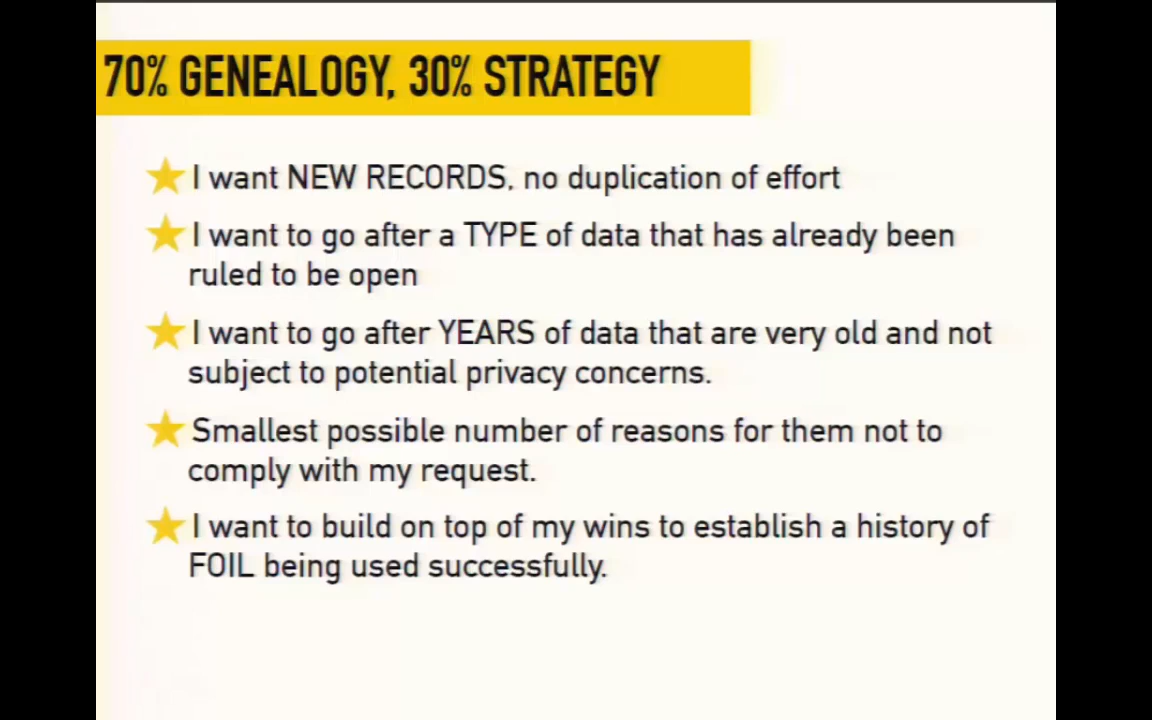 70% GENEALOGY, 30% STRATEGY
I want NEW RECORDS, no duplication of effort
I want to go after a TYPE of data that has already been
ruled to be open
I want to go after YEARS of data that are very old and not
subject to potential privacy concerns.
Smallest possible number of reasons for them not to
comply with my request.
I want to build on top of my wins to establish a history of
FOIL being used successfully.